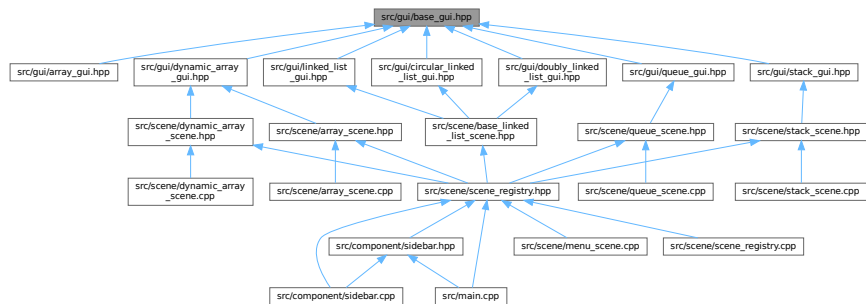 src/gui/base_gui.hpp
src/gui/array_gui.hpp
src/gui/dynamic_array
_gui.hpp
src/gui/linked_list
_gui.hpp
src/gui/circular_linked
_list_gui.hpp
src/gui/doubly_linked
_list_gui.hpp
src/gui/queue_gui.hpp
src/gui/stack_gui.hpp
src/scene/dynamic_array
_scene.hpp
src/scene/array_scene.hpp
src/scene/base_linked
_list_scene.hpp
src/scene/queue_scene.hpp
src/scene/stack_scene.hpp
src/scene/dynamic_array
_scene.cpp
src/scene/array_scene.cpp
src/scene/scene_registry.hpp
src/scene/queue_scene.cpp
src/scene/stack_scene.cpp
src/component/sidebar.hpp
src/scene/menu_scene.cpp
src/scene/scene_registry.cpp
src/component/sidebar.cpp
src/main.cpp